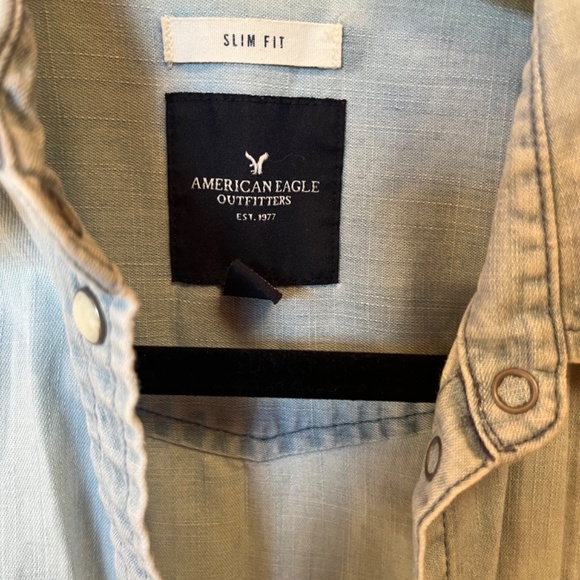 SLIM FIT
AMERICAN EAGLE
OUTFITTERS
EST. 1977